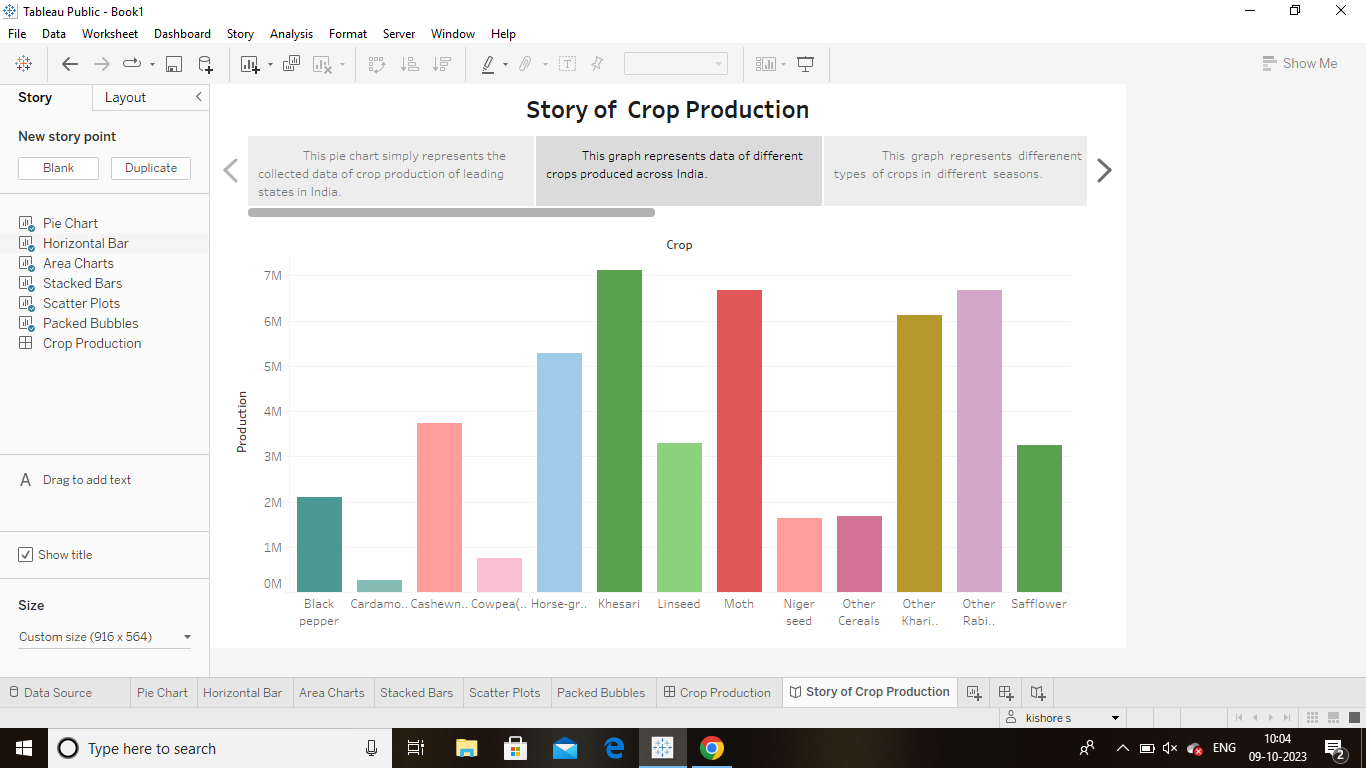 Tableau Public - Book1
File Data Worksheet Dashboard Story Analysis Format Server Window Help
Show Me
Story Layout
New story point
Blank Duplicate
Pie Chart
Horizontal Bar
Area Charts
Stacked Bars
Scatter Plots
Packed Bubbles
Crop Production
A Drag to add text
Show title
Size
Custom size (916 x 564)
Story of Crop Production
This pie chart simply represents the
collected data of crop production of leading
states in India.
This graph represents data of different
crops produced across India.
This graph represents differenent
types of crops in different seasons.
Crop
Production
7M
6M
5M
4M
3M
2M
1M
0M
Black
pepper
Cardamo..
Cashewn..
Cowpea(..
Horse-gr..
Khesari
Linseed
Moth
Niger
seed
Other
Cereals
Other
Khari..
Other
Rabi..
Safflower
Data Source Pie Chart Horizontal Bar Area Charts Stacked Bars Scatter Plots Packed Bubbles Crop Production Story of Crop Production
kishore s
Type here to search
ENG
10:04
09-10-2023
2